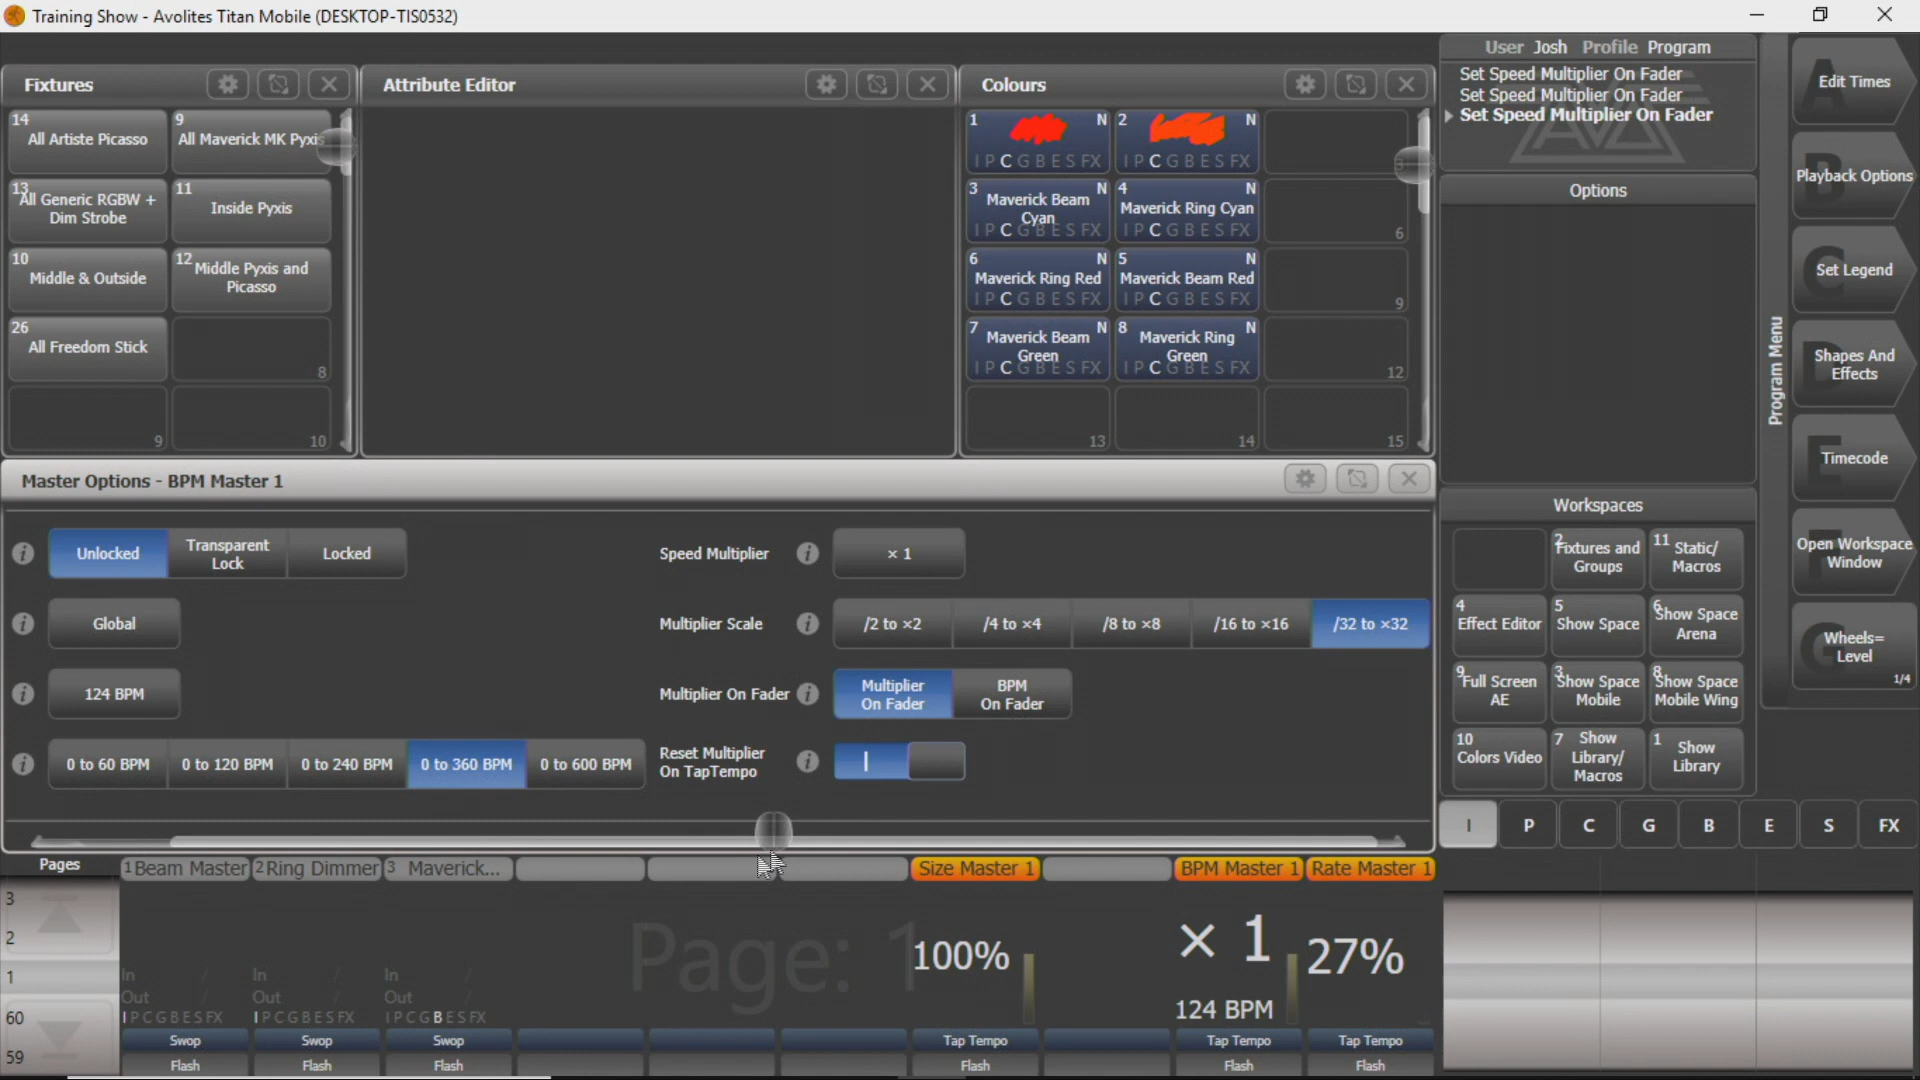 Training Show - Avolites Titan Mobile (DESKTOP-TIS0532)
Fixtures
14
All Artiste Picasso
9
All Maverick MK Pyxis
13
All Generic RGBW +
Dim Strobe
11
Inside Pyxis
10
Middle & Outside
12
Middle Pyxis and
Picasso
26
All Freedom Stick
8
9
10
Attribute Editor
Colours
1 N
I P C G B E S FX
2 N
I P C G B E S FX
3 N
Maverick Beam
Cyan
I P C G B E S FX
4 N
Maverick Ring Cyan
I P C G B E S FX
6
6 N
Maverick Ring Red
I P C G B E S FX
5 N
Maverick Beam Red
I P C G B E S FX
9
7 N
Maverick Beam
Green
I P C G B E S FX
8 N
Maverick Ring
Green
I P C G B E S FX
12
13
14
15
User Josh Profile Program
Set Speed Multiplier On Fader
Set Speed Multiplier On Fader
Set Speed Multiplier On Fader
Options
Program Menu
A
Edit Times
B
Playback Options
C
Set Legend
D
Shapes And
Effects
E
Timecode
F
Open Workspace
Window
G
Wheels=
Level
1/4
Master Options - BPM Master 1
Unlocked
Transparent
Lock
Locked
Speed Multiplier
× 1
Global
Multiplier Scale
/2 to ×2
/4 to ×4
/8 to ×8
/16 to ×16
/32 to ×32
124 BPM
Multiplier On Fader
Multiplier
On Fader
BPM
On Fader
0 to 60 BPM
0 to 120 BPM
0 to 240 BPM
0 to 360 BPM
0 to 600 BPM
Reset Multiplier
On TapTempo
Workspaces
2
Fixtures and
Groups
11
Static/
Macros
4
Effect Editor
5
Show Space
6
Show Space
Arena
9
Full Screen
AE
3
Show Space
Mobile
8
Show Space
Mobile Wing
10
Colors Video
7
Show
Library/
Macros
1
Show
Library
I P C G B E S FX
Pages
3
2
1
60
59
1 Beam Master
2 Ring Dimmer
3 Maverick...
Size Master 1
BPM Master 1
Rate Master 1
Page: 1
100%
× 1
124 BPM
27%
In /
Out /
I P C G B E S FX
In /
Out /
I P C G B E S FX
In /
Out /
I P C G B E S FX
Swop
Swop
Swop
Tap Tempo
Tap Tempo
Tap Tempo
Flash
Flash
Flash
Flash
Flash
Flash